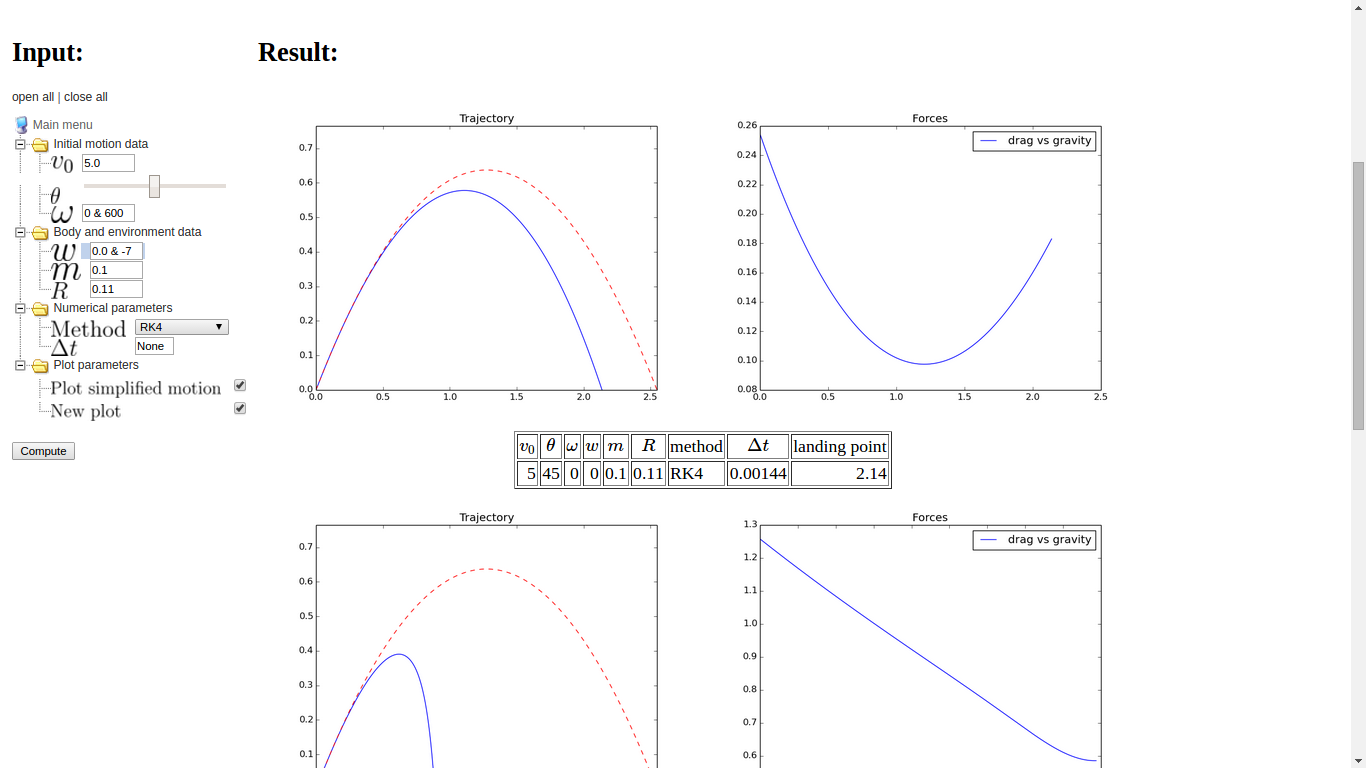 Input:
Result:
open all | close all
Main menu
Initial motion data
v0 5.0
θ
ω 0 & 600
Body and environment data
w 0.0 & -7
m 0.1
R 0.11
Numerical parameters
Method RK4
Δt None
Plot parameters
Plot simplified motion
New plot
Compute
Trajectory
0.7
0.6
0.5
0.4
0.3
0.2
0.1
0.0
0.0 0.5 1.0 1.5 2.0 2.5
Forces
drag vs gravity
0.26
0.24
0.22
0.20
0.18
0.16
0.14
0.12
0.10
0.08
0.0 0.5 1.0 1.5 2.0 2.5
v0 θ ω w m R method Δt landing point
5 45 0 0 0.1 0.11 RK4 0.00144 2.14
Trajectory
0.7
0.6
0.5
0.4
0.3
0.2
0.1
Forces
drag vs gravity
1.3
1.2
1.1
1.0
0.9
0.8
0.7
0.6